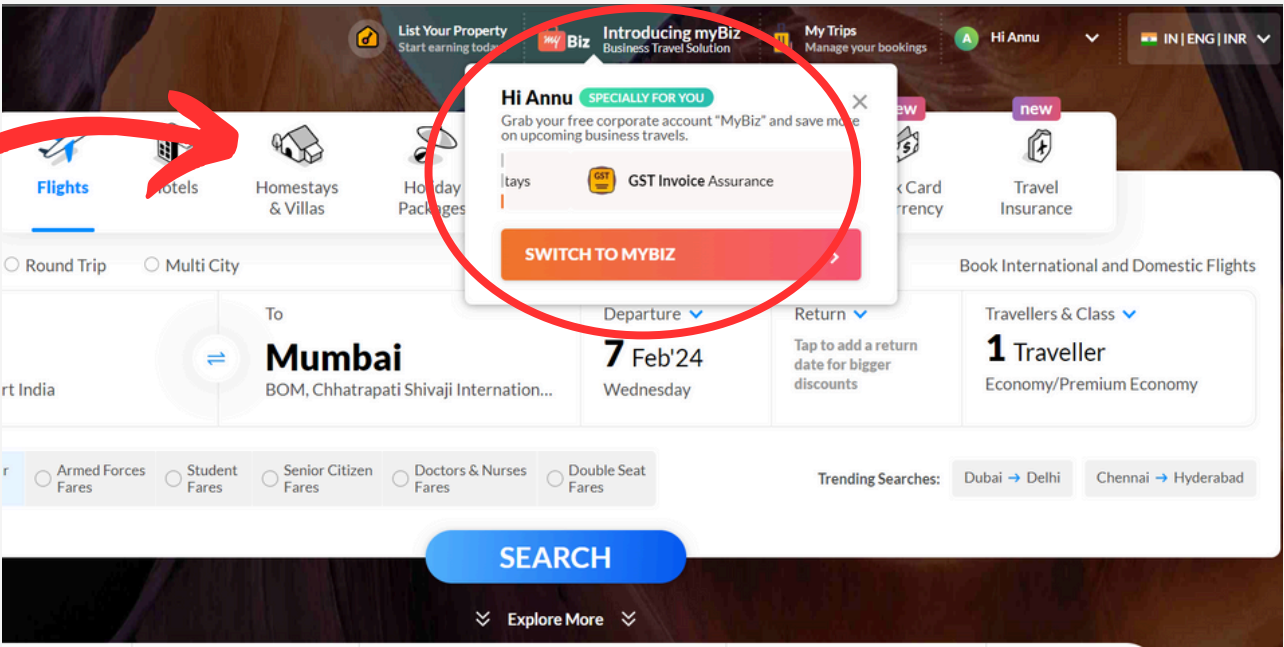 List Your Property
Start earning today
my Biz
Introducing myBiz
Business Travel Solution
My Trips
Manage your bookings
A
Hi Annu
IN | ENG | INR
Hi Annu
SPECIALLY FOR YOU
Grab your free corporate account "MyBiz" and save more
on upcoming business travels.
tays
GST
GST Invoice Assurance
SWITCH TO MYBIZ
new
Flights
Homestays
& Villas
Packages
Card
Travel
Insurance
Round Trip
Multi City
Book International and Domestic Flights
rt India
To
Mumbai
BOM, Chhatrapati Shivaji Internation...
Departure
7 Feb'24
Wednesday
Return
Tap to add a return
date for bigger
discounts
Travellers & Class
1 Traveller
Economy/Premium Economy
r
Armed Forces
Fares
Student
Fares
Senior Citizen
Fares
Doctors & Nurses
Fares
Double Seat
Fares
Trending Searches:
Dubai → Delhi
Chennai → Hyderabad
SEARCH
Explore More